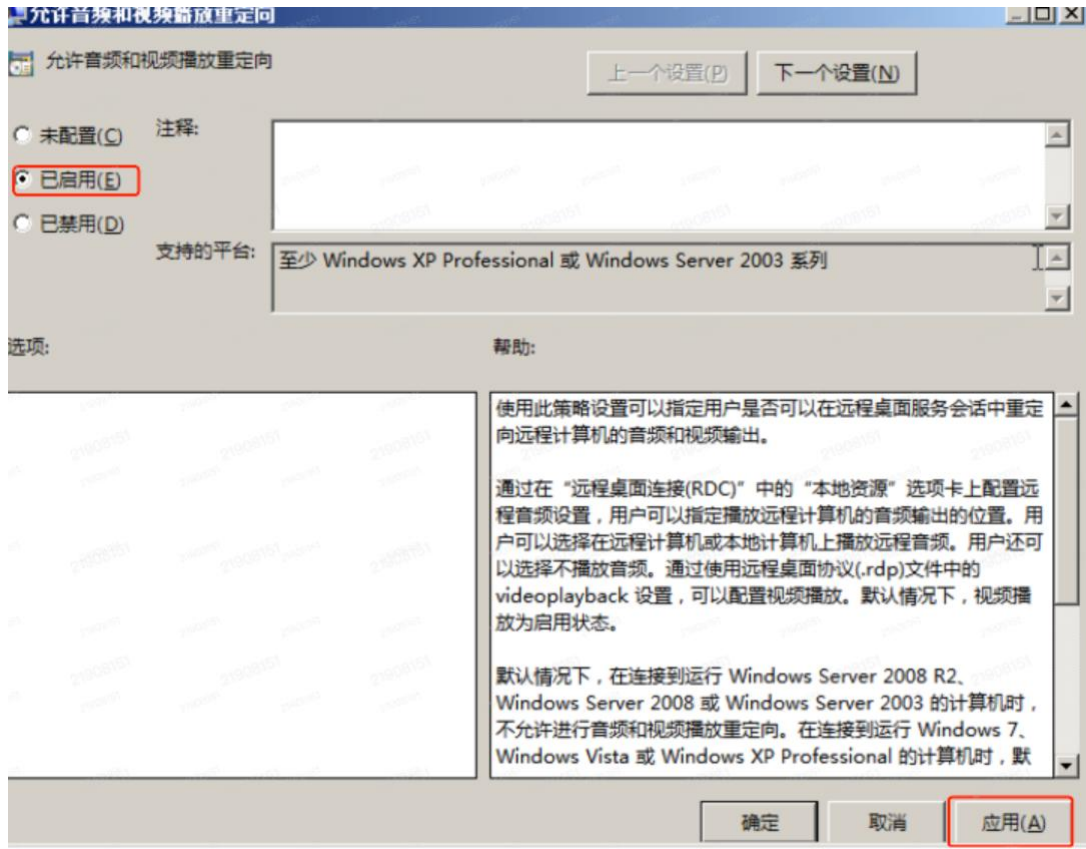 允许音频和视频播放重定向
允许音频和视频播放重定向
上一个设置(P)
下一个设置(N)
未配置(C)
注释:
已启用(E)
已禁用(D)
支持的平台:
至少 Windows XP Professional 或 Windows Server 2003 系列
选项:
帮助:
使用此策略设置可以指定用户是否可以在远程桌面服务会话中重定
向远程计算机的音频和视频输出。
通过在“远程桌面连接(RDC)”中的“本地资源”选项卡上配置远
程音频设置，用户可以指定播放远程计算机的音频输出的位置。用
户可以选择在远程计算机或本地计算机上播放远程音频。用户还可
以选择不播放音频。通过使用远程桌面协议(.rdp)文件中的
videoplayback 设置，可以配置视频播放。默认情况下，视频播
放为启用状态。
默认情况下，在连接到运行 Windows Server 2008 R2、
Windows Server 2008 或 Windows Server 2003 的计算机时，
不允许进行音频和视频播放重定向。在连接到运行 Windows 7、
Windows Vista 或 Windows XP Professional 的计算机时，默
确定
取消
应用(A)
21908151